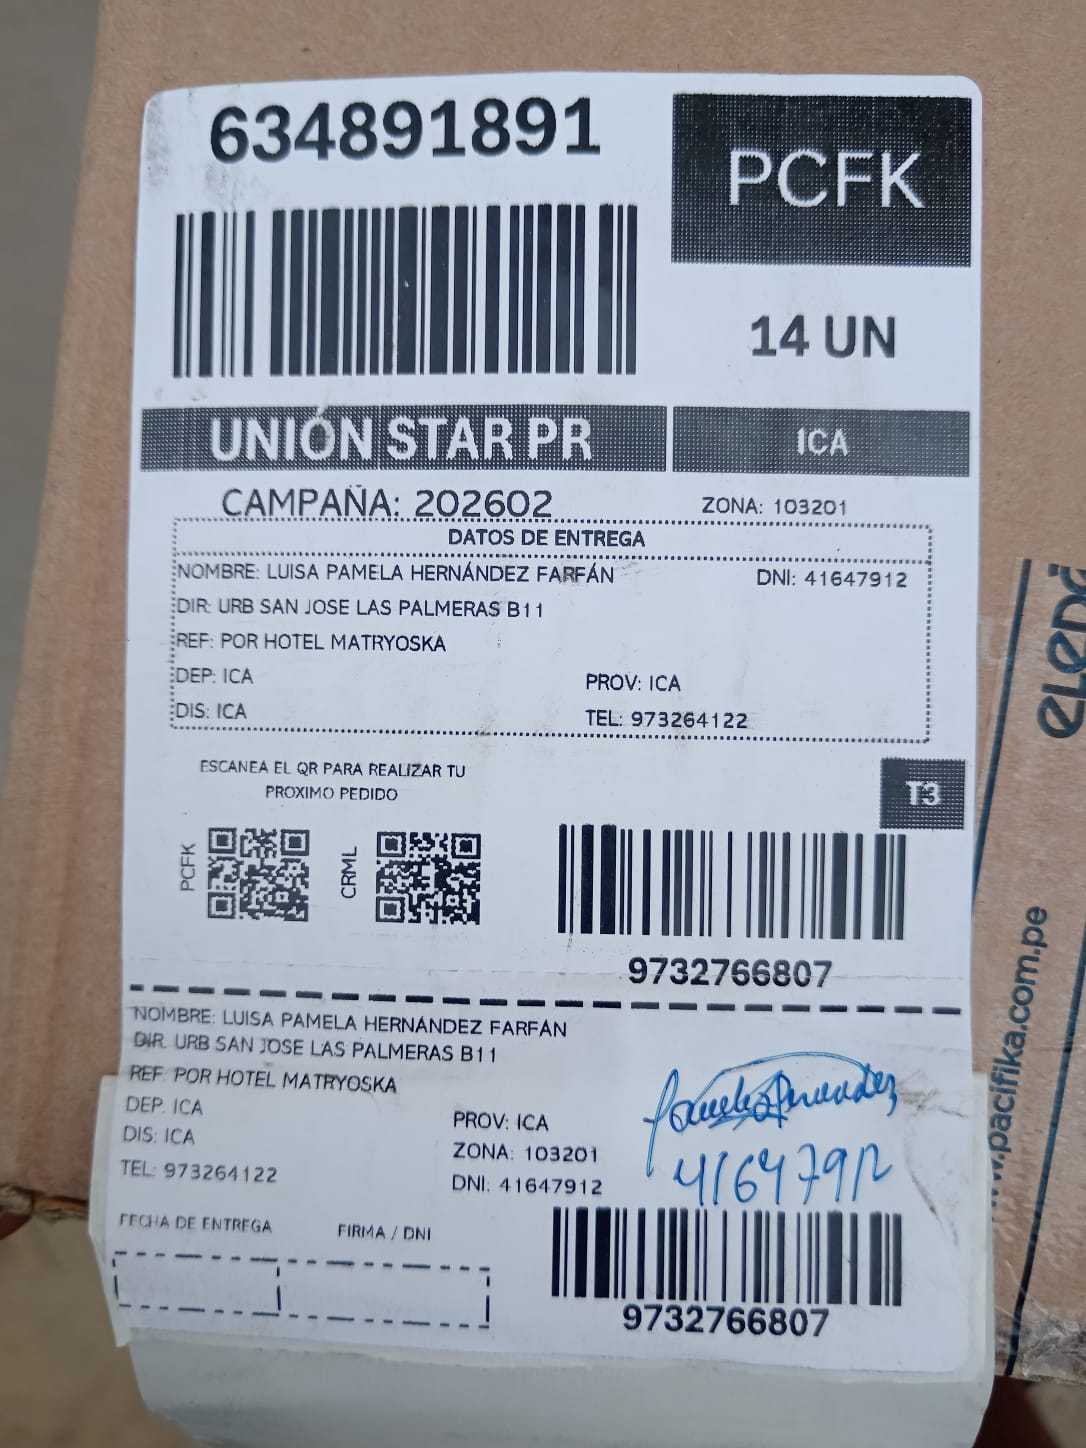 634891891
PCFK
14 UN
UNIÓN STAR PR
ICA
CAMPAÑA: 202602
ZONA: 103201
DATOS DE ENTREGA
NOMBRE: LUISA PAMELA HERNÁNDEZ FARFÁN
DNI: 41647912
DIR: URB SAN JOSE LAS PALMERAS B11
REF: POR HOTEL MATRYOSKA
DEP: ICA
PROV: ICA
DIS: ICA
TEL: 973264122
ESCANEA EL QR PARA REALIZAR TU
PROXIMO PEDIDO
T3
PCFK
CRML
9732766807
NOMBRE: LUISA PAMELA HERNÁNDEZ FARFÁN
DIR. URB SAN JOSE LAS PALMERAS B11
REF: POR HOTEL MATRYOSKA
DEP. ICA
PROV: ICA
DIS: ICA
ZONA: 103201
TEL: 973264122
DNI: 41647912
41647912
FECHA DE ENTREGA
FIRMA / DNI
9732766807
w.pacifika.com.pe